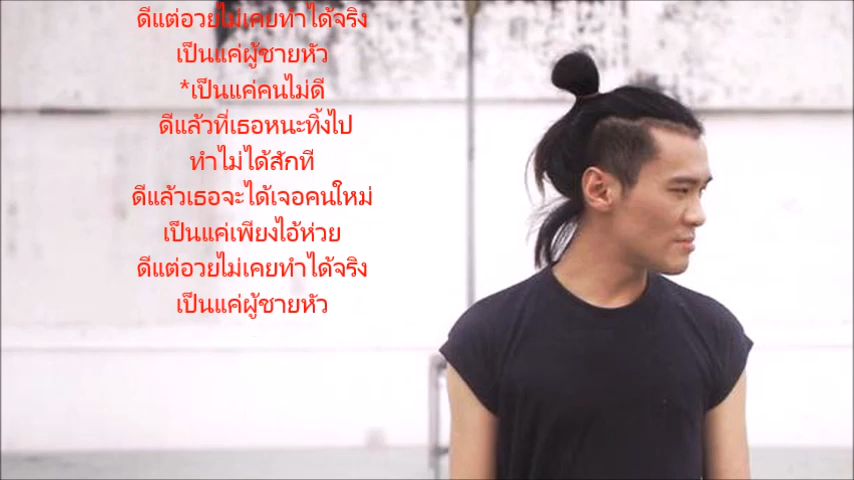 ดีแต่อวยไม่เคยทำได้จริง
เป็นแค่ผู้ชายหัว
*เป็นแค่คนไม่ดี
ดีแล้วที่เธอหนะทิ้งไป
ทำไม่ได้สักที
ดีแล้วเธอจะได้เจอคนใหม่
เป็นแค่เพียงไอ้ห่วย
ดีแต่อวยไม่เคยทำได้จริง
เป็นแค่ผู้ชายหัว